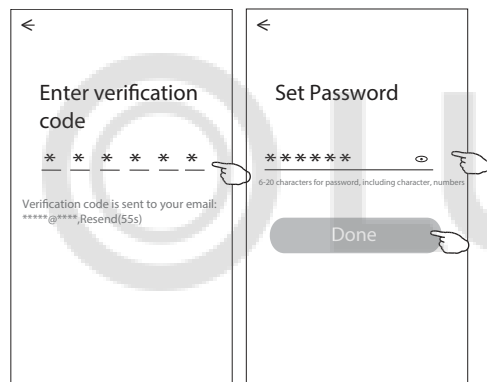 Enter verification
code
* * * * * *
Verification code is sent to your email:
*****@****,Resend(55s)
Set Password
******
6-20 characters for password, including character, numbers
Done